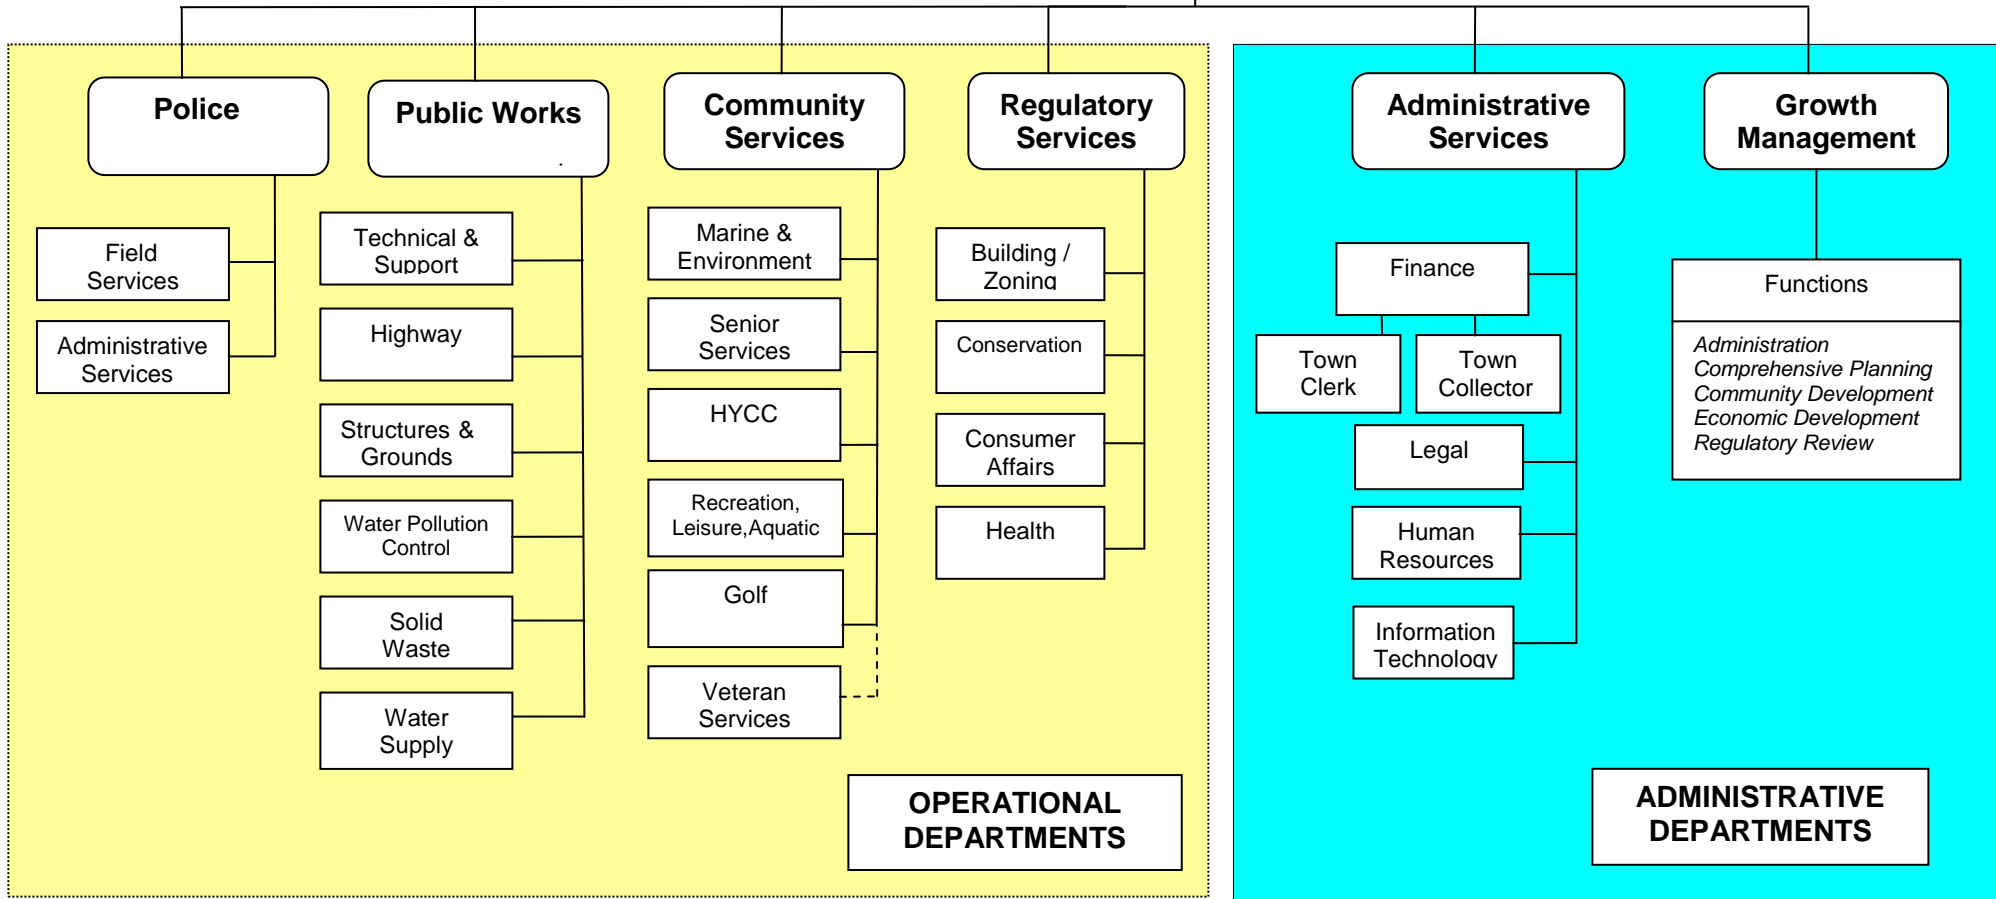 Police
Public Works
.
Community
Services
Regulatory
Services
Administrative
Services
Growth
Management
Field
Services
Administrative
Services
Technical &
Support
Highway
Structures &
Grounds
Water Pollution
Control
Solid
Waste
Water
Supply
Marine &
Environment
Senior
Services
HYCC
Recreation,
Leisure,Aquatic
Golf
Veteran
Services
Building /
Zoning
Conservation
Consumer
Affairs
Health
Finance
Town
Clerk
Town
Collector
Legal
Human
Resources
Information
Technology
Functions
Administration
Comprehensive Planning
Community Development
Economic Development
Regulatory Review
OPERATIONAL
DEPARTMENTS
ADMINISTRATIVE
DEPARTMENTS